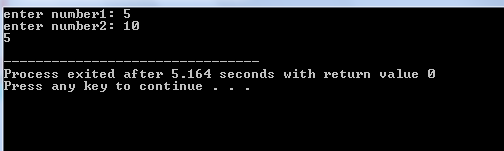 enter number1: 5
enter number2: 10
5
--------------------------------
Process exited after 5.164 seconds with return value 0
Press any key to continue . . .